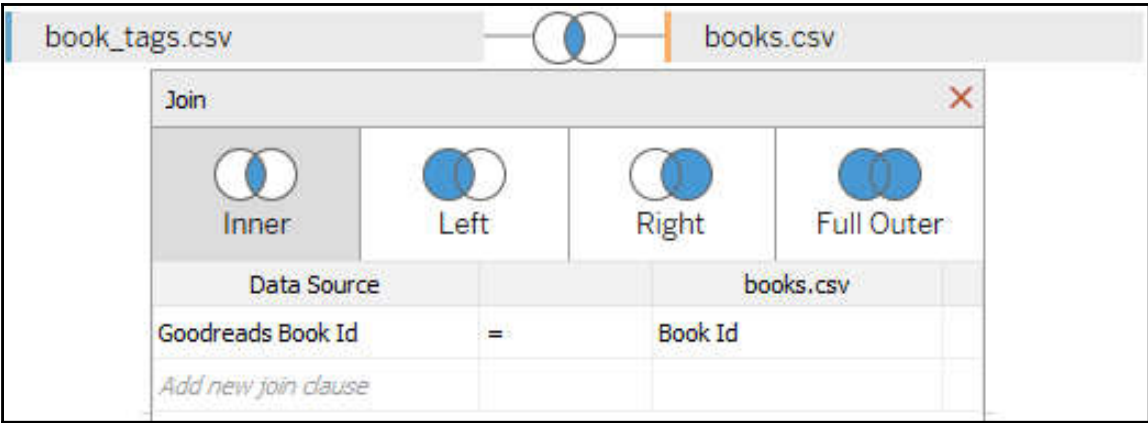 book_tags.csv books.csv
Join
Inner Left Right Full Outer
Data Source books.csv
Goodreads Book Id = Book Id
Add new join clause